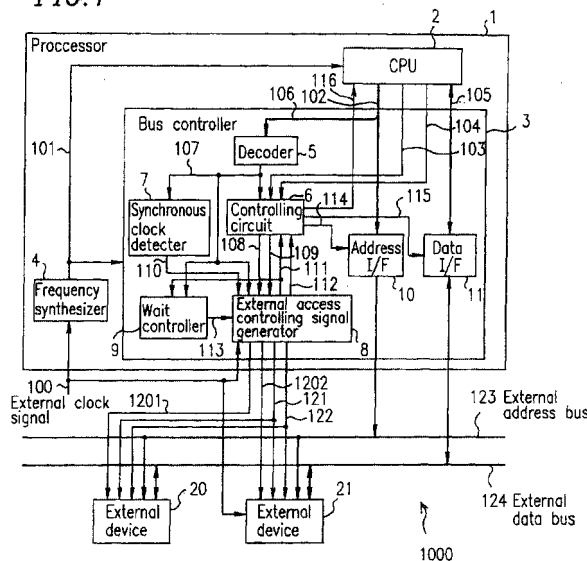 FIG. 1
1
Proccessor
2
CPU
116
102
106
105
3
Bus controller
104
101
107
103
Decoder
5
7
6
114
115
Synchronous
clock
detecter
Controlling
circuit
4
108
109
110
111
112
Address
I/F
Data
I/F
Frequency
synthesizer
10
11
Wait
controller
External access
controlling signal
generator
9
113
8
100
1202
External clock
signal
1201
121
122
123 External
address bus
20
21
124 External
data bus
External
device
External
device
1000